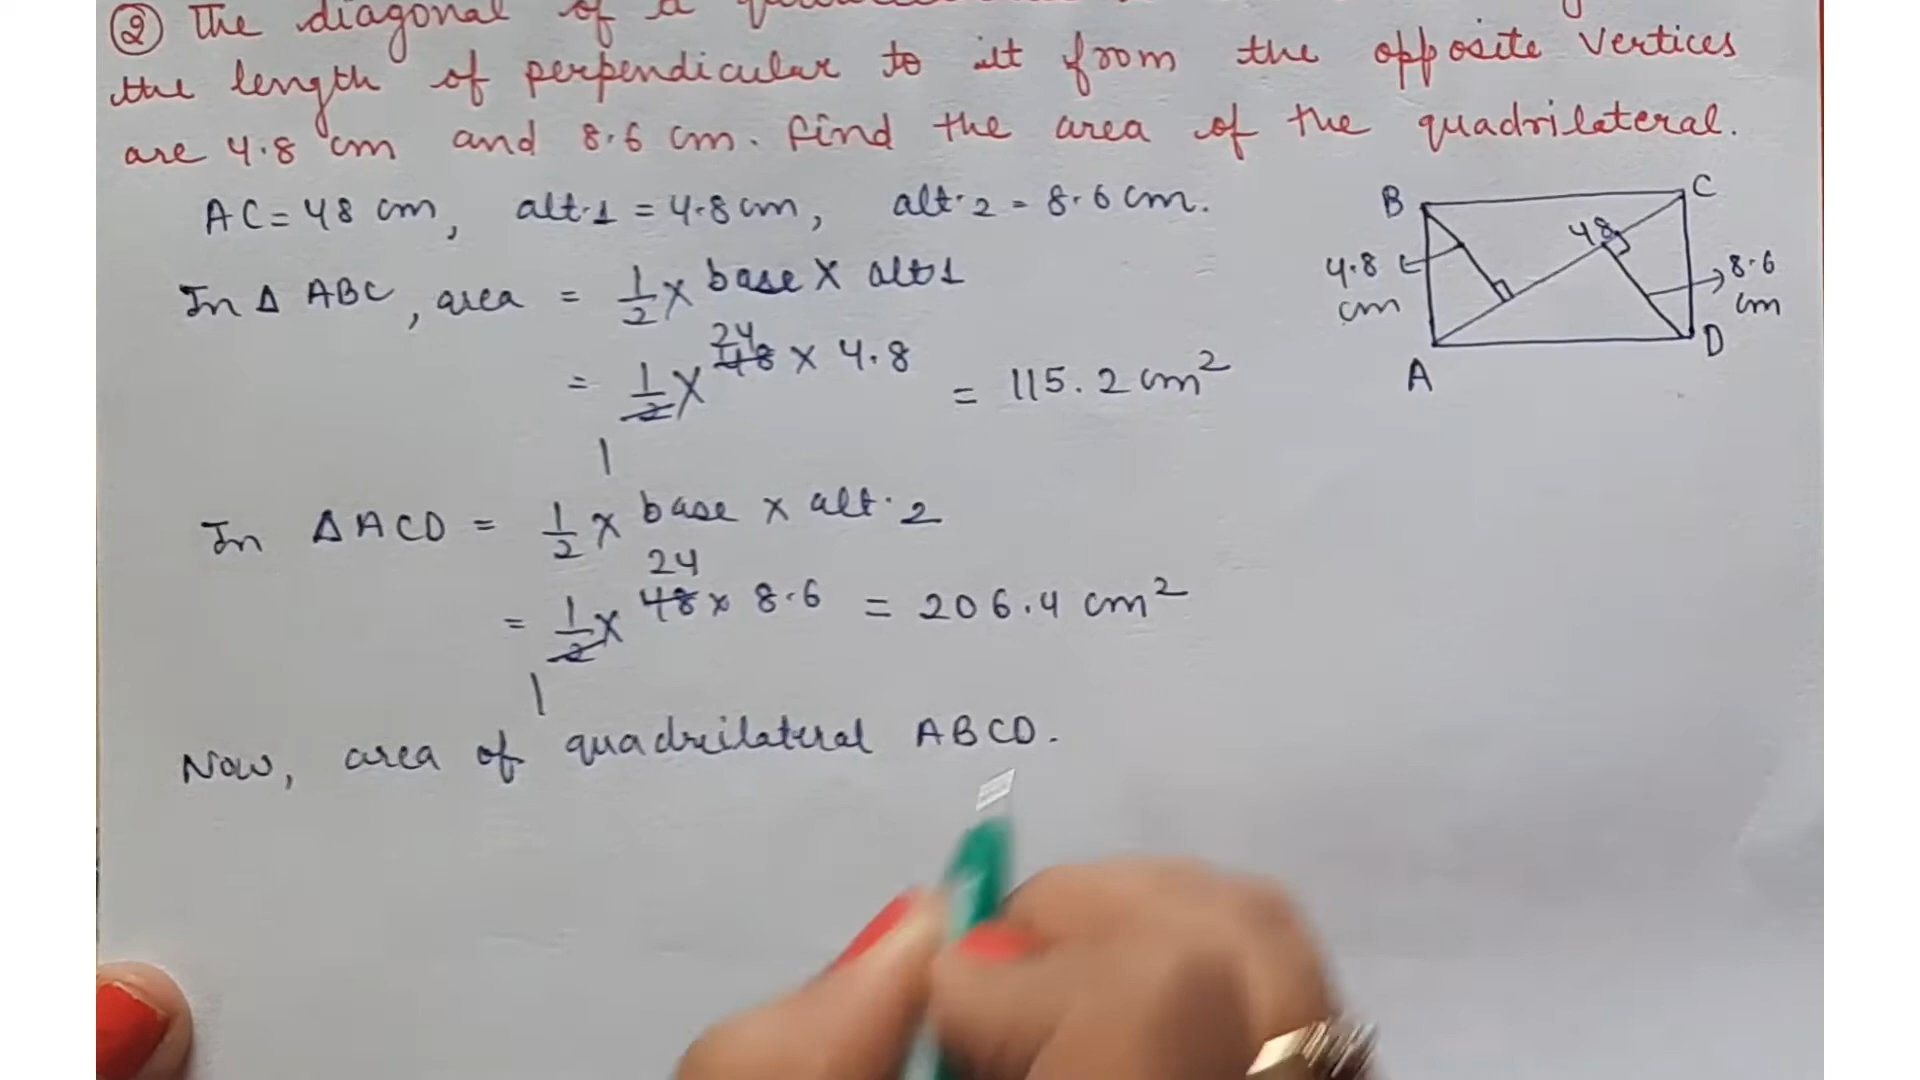 ② The diagonal of a
the length of perpendicular to it from the opposite vertices
are 4.8 cm and 8.6 cm. Find the area of the quadrilateral.
AC = 48 cm, alt.1 = 4.8 cm, alt.2 = 8.6 cm.
In Δ ABC, area = 1/2 x base x alt 1
= 1/2 x 48 x 4.8 = 115.2 cm²
24
1
In Δ ACD = 1/2 x base x alt.2
24
= 1/2 x 48 x 8.6 = 206.4 cm²
1
Now, area of quadrilateral ABCD.
B
C
48
4.8 cm
8.6 cm
A
D